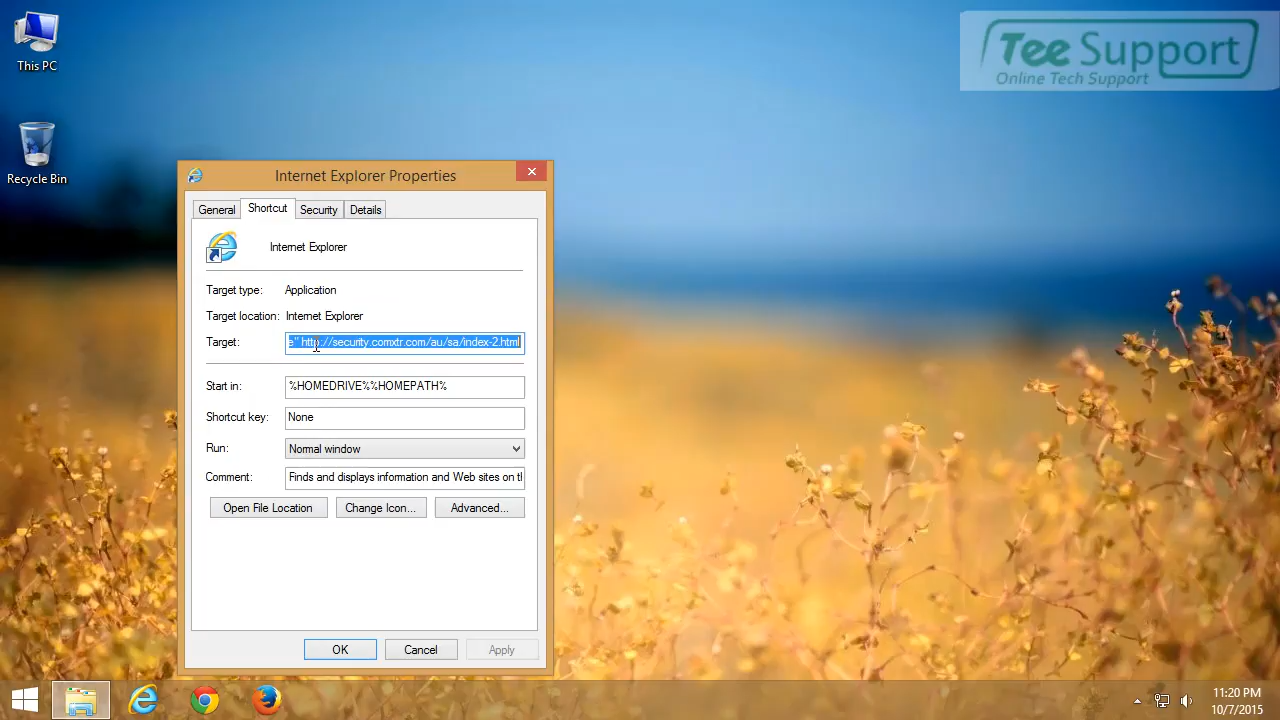 This PC
Recycle Bin
Tee Support
Online Tech Support
Internet Explorer Properties
General Shortcut Security Details
Internet Explorer
Target type: Application
Target location: Internet Explorer
Target: e" http://security.comxtr.com/au/sa/index-2.html
Start in: %HOMEDRIVE%%HOMEPATH%
Shortcut key: None
Run: Normal window
Comment: Finds and displays information and Web sites on th
Open File Location Change Icon... Advanced...
OK Cancel Apply
11:20 PM
10/7/2015